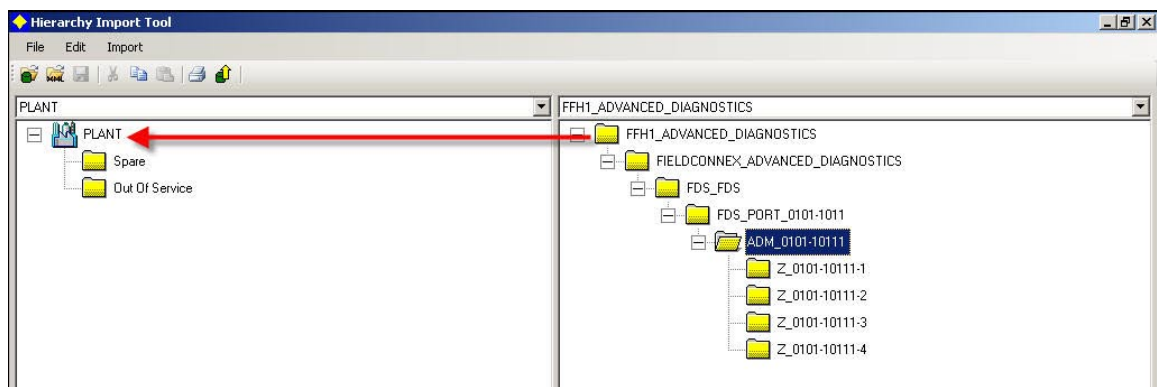 Hierarchy Import Tool
File Edit Import
PLANT
PLANT
Spare
Out Of Service
FFH1_ADVANCED_DIAGNOSTICS
FFH1_ADVANCED_DIAGNOSTICS
FIELDCONNEX_ADVANCED_DIAGNOSTICS
FDS_FDS
FDS_PORT_0101-1011
ADM_0101-10111
Z_0101-10111-1
Z_0101-10111-2
Z_0101-10111-3
Z_0101-10111-4